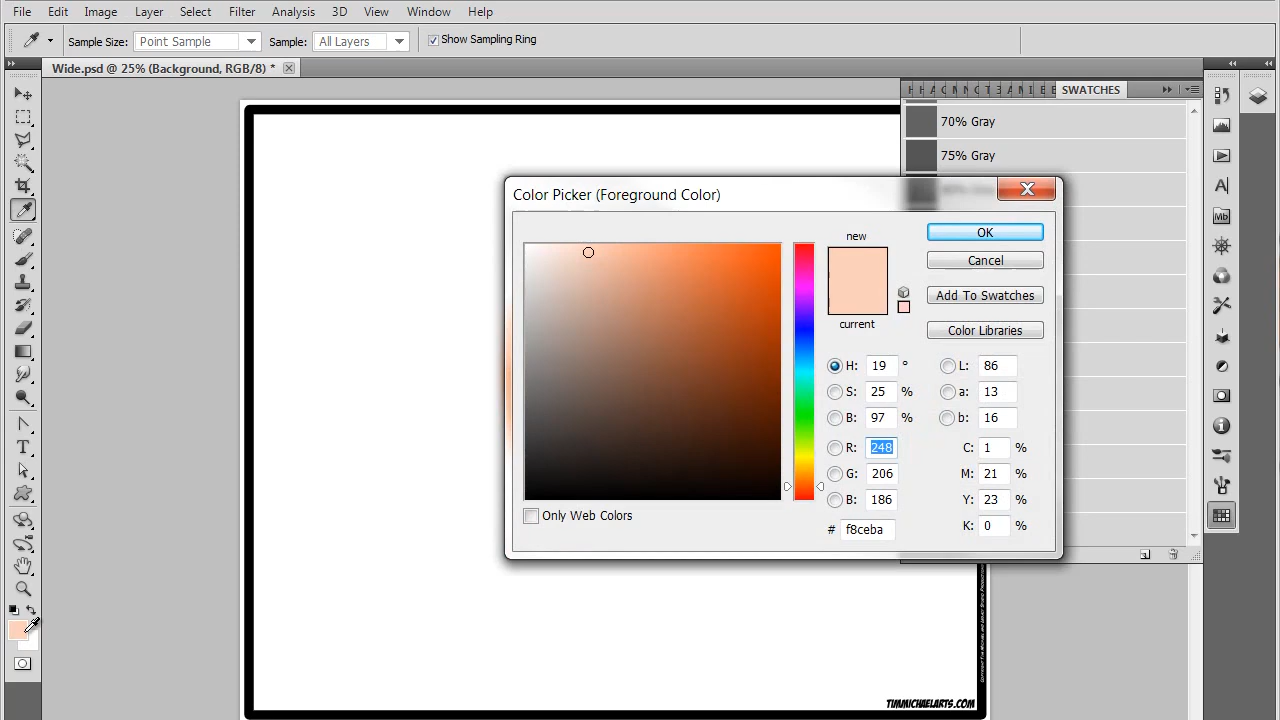 File Edit Image Layer Select Filter Analysis 3D View Window Help
Sample Size: Point Sample Sample: All Layers Show Sampling Ring
Wide.psd @ 25% (Background, RGB/8) *
SWATCHES
70% Gray
75% Gray
Color Picker (Foreground Color)
new
current
OK
Cancel
Add To Swatches
Color Libraries
H: 19 °
S: 25 %
B: 97 %
R: 248
G: 206
B: 186
# f8ceba
L: 86
a: 13
b: 16
C: 1 %
M: 21 %
Y: 23 %
K: 0 %
Only Web Colors
TIMMICHAELARTS.COM